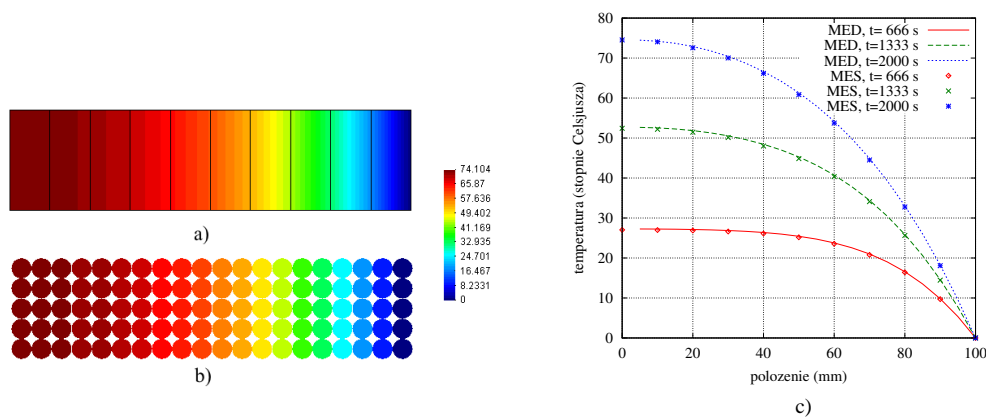 a)
74.104
65.87
57.636
49.402
41.169
32.935
24.701
16.467
8.2331
0
b)
temperatura (stopnie Celsjusza)
80
70
60
50
40
30
20
10
0
MED, t= 666 s
MED, t=1333 s
MED, t=2000 s
MES, t= 666 s
MES, t=1333 s
MES, t=2000 s
0 20 40 60 80 100
polozenie (mm)
c)